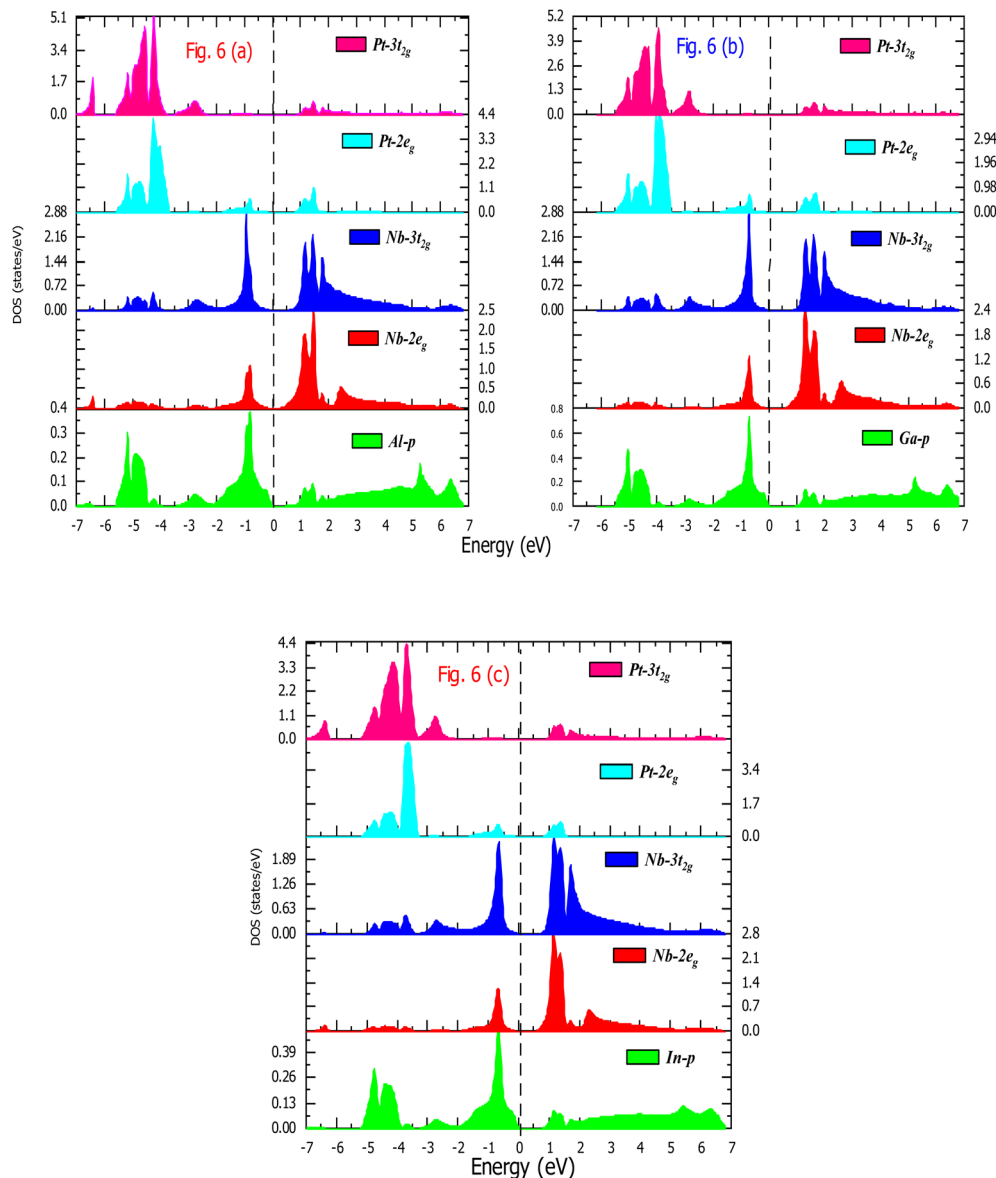 Fig. 6 (a)
DOS (states/eV)
5.1
3.4
1.7
0.0
Pt-3t2g
4.4
3.3
2.2
1.1
0.0
Pt-2eg
2.88
2.16
1.44
0.72
0.00
Nb-3t2g
2.5
2.0
1.5
1.0
0.5
0.0
Nb-2eg
0.4
0.3
0.2
0.1
0.0
Al-p
-7 -6 -5 -4 -3 -2 -1 0 1 2 3 4 5 6 7
Fig. 6 (b)
5.2
3.9
2.6
1.3
0.0
Pt-3t2g
2.94
1.96
0.98
0.00
Pt-2eg
2.88
2.16
1.44
0.72
0.00
Nb-3t2g
2.4
1.8
1.2
0.6
0.0
Nb-2eg
0.8
0.6
0.4
0.2
0.0
Ga-p
-7 -6 -5 -4 -3 -2 -1 0 1 2 3 4 5 6 7
Energy (eV)
Fig. 6 (c)
DOS (states/eV)
4.4
3.3
2.2
1.1
0.0
Pt-3t2g
3.4
1.7
0.0
Pt-2eg
1.89
1.26
0.63
0.00
Nb-3t2g
2.8
2.1
1.4
0.7
0.0
Nb-2eg
0.39
0.26
0.13
0.00
In-p
-7 -6 -5 -4 -3 -2 -1 0 1 2 3 4 5 6 7
Energy (eV)